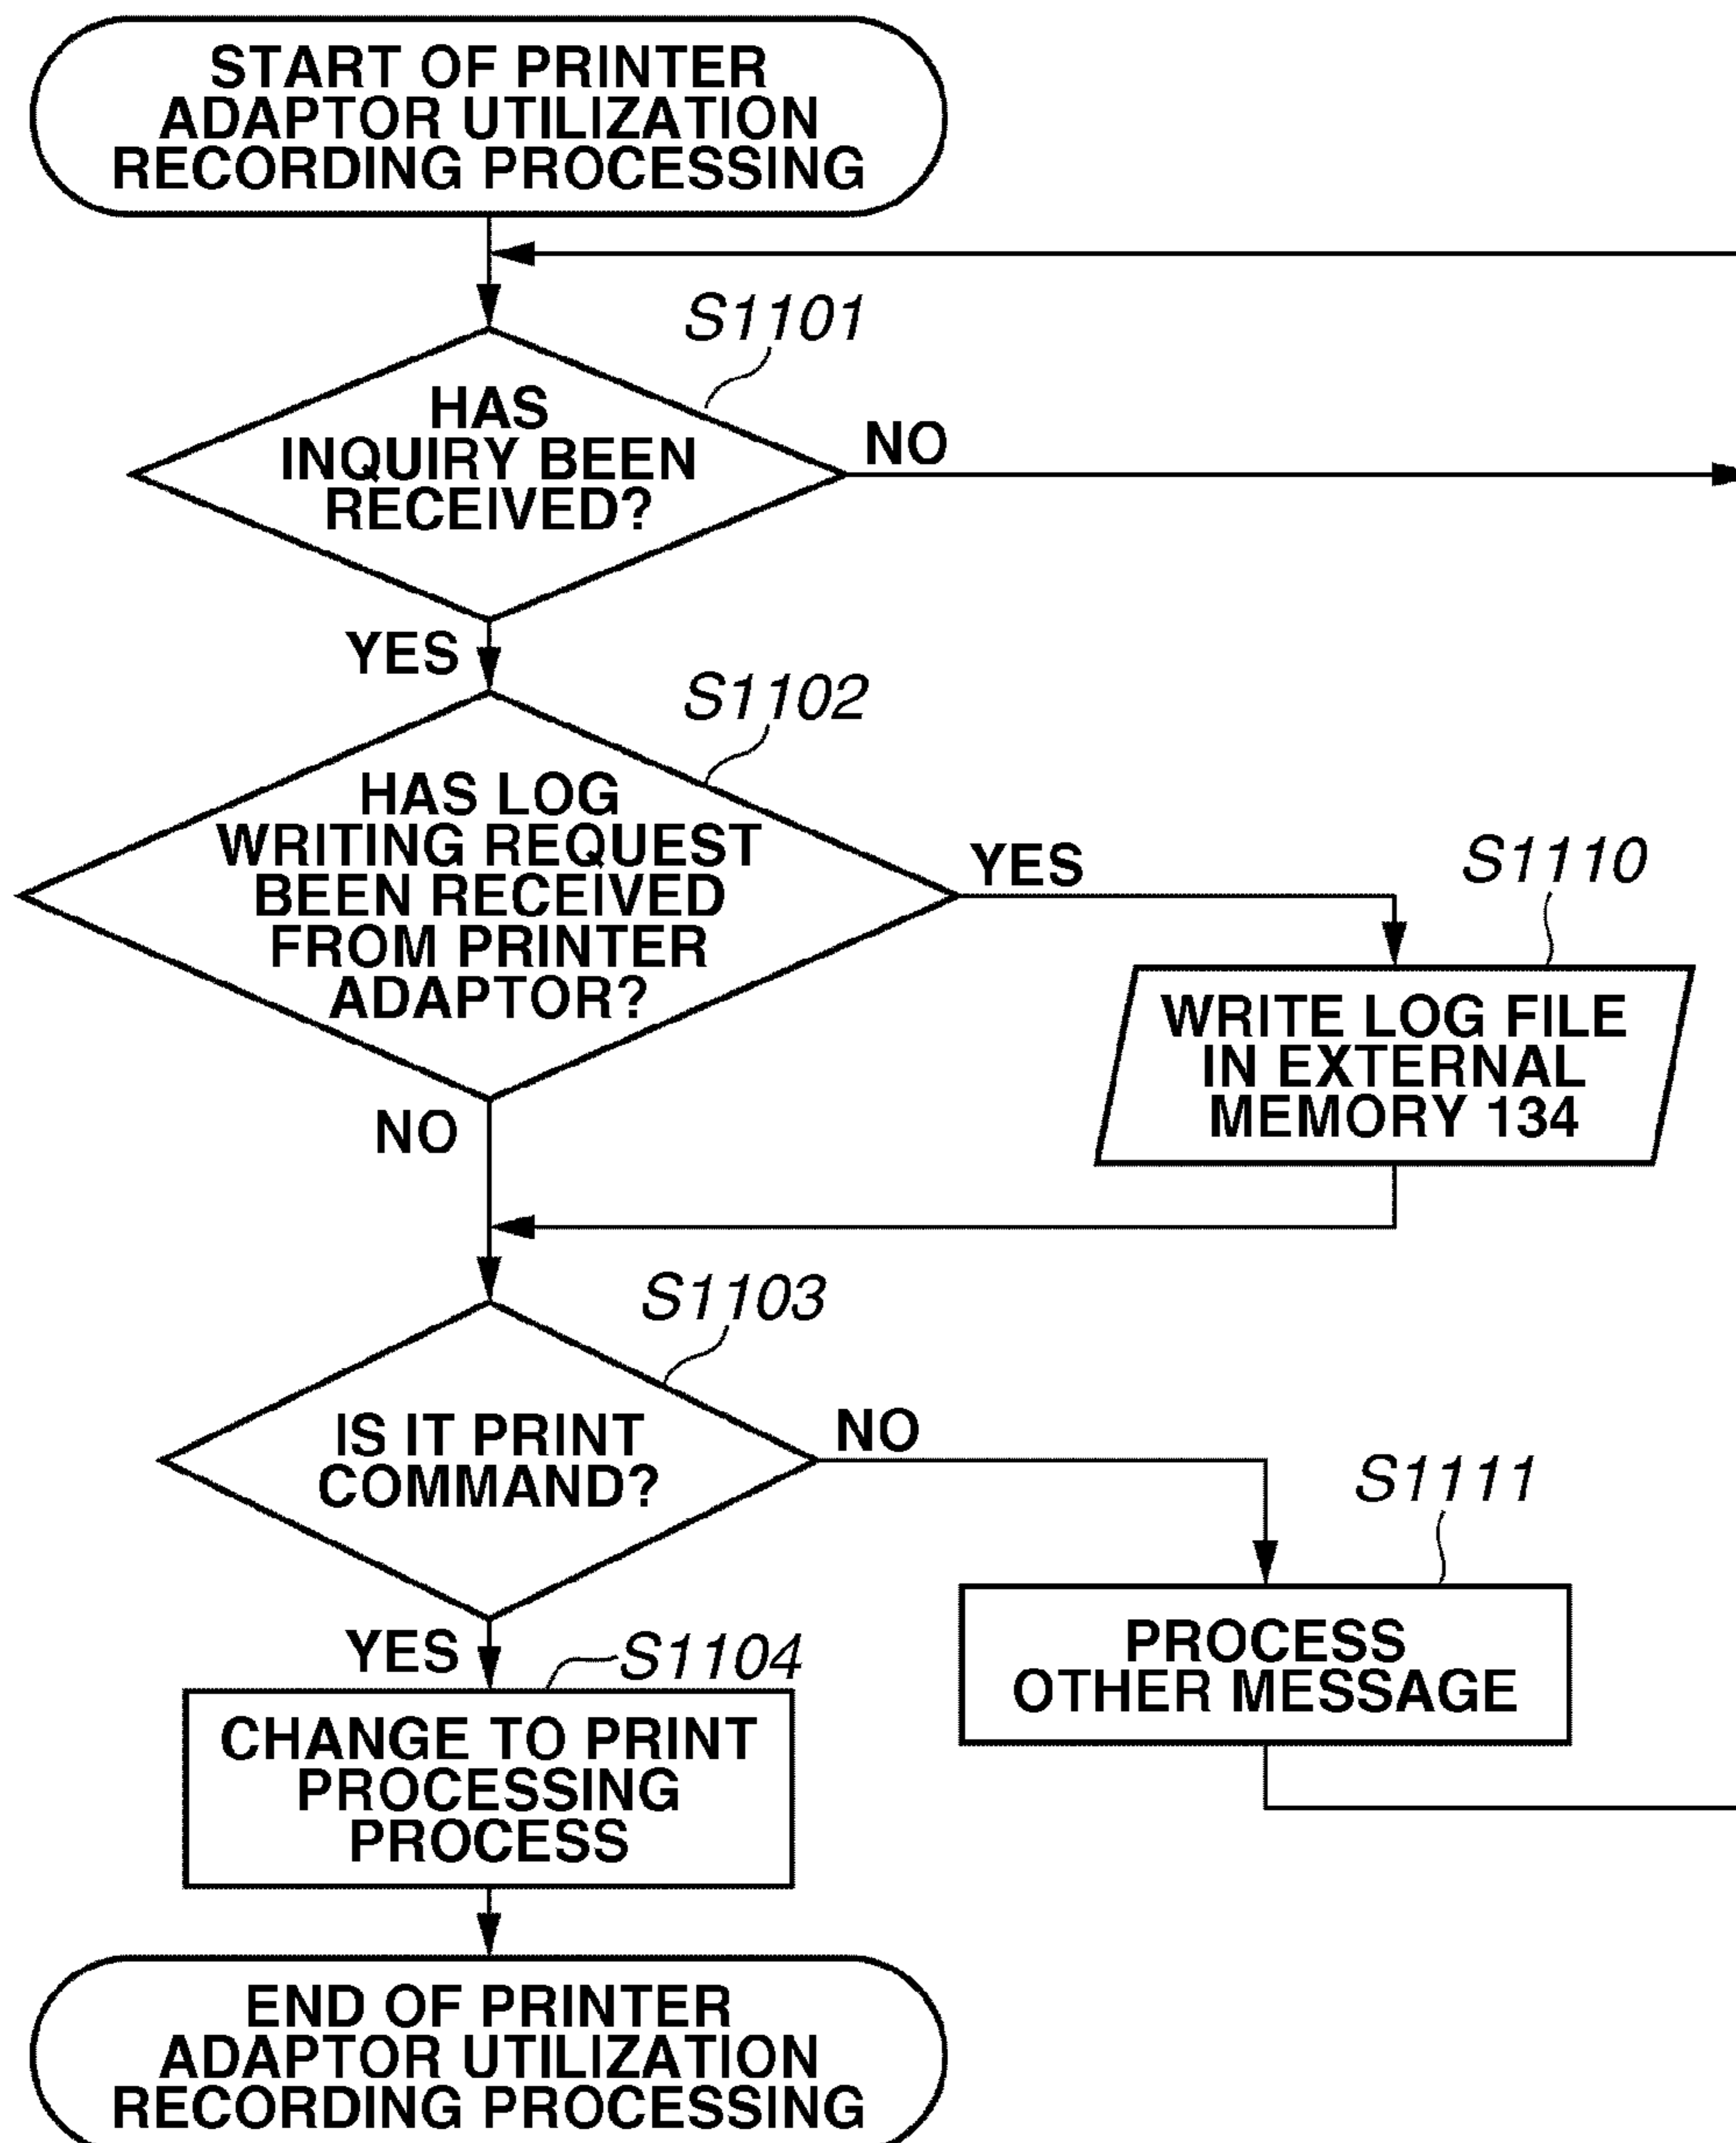 START OF PRINTER
ADAPTOR UTILIZATION
RECORDING PROCESSING
S1101
HAS
INQUIRY BEEN
RECEIVED?
NO
YES
S1102
HAS LOG
WRITING REQUEST
BEEN RECEIVED
FROM PRINTER
ADAPTOR?
YES
S1110
WRITE LOG FILE
IN EXTERNAL
MEMORY 134
NO
S1103
IS IT PRINT
COMMAND?
NO
S1111
PROCESS
OTHER MESSAGE
YES
S1104
CHANGE TO PRINT
PROCESSING
PROCESS
END OF PRINTER
ADAPTOR UTILIZATION
RECORDING PROCESSING